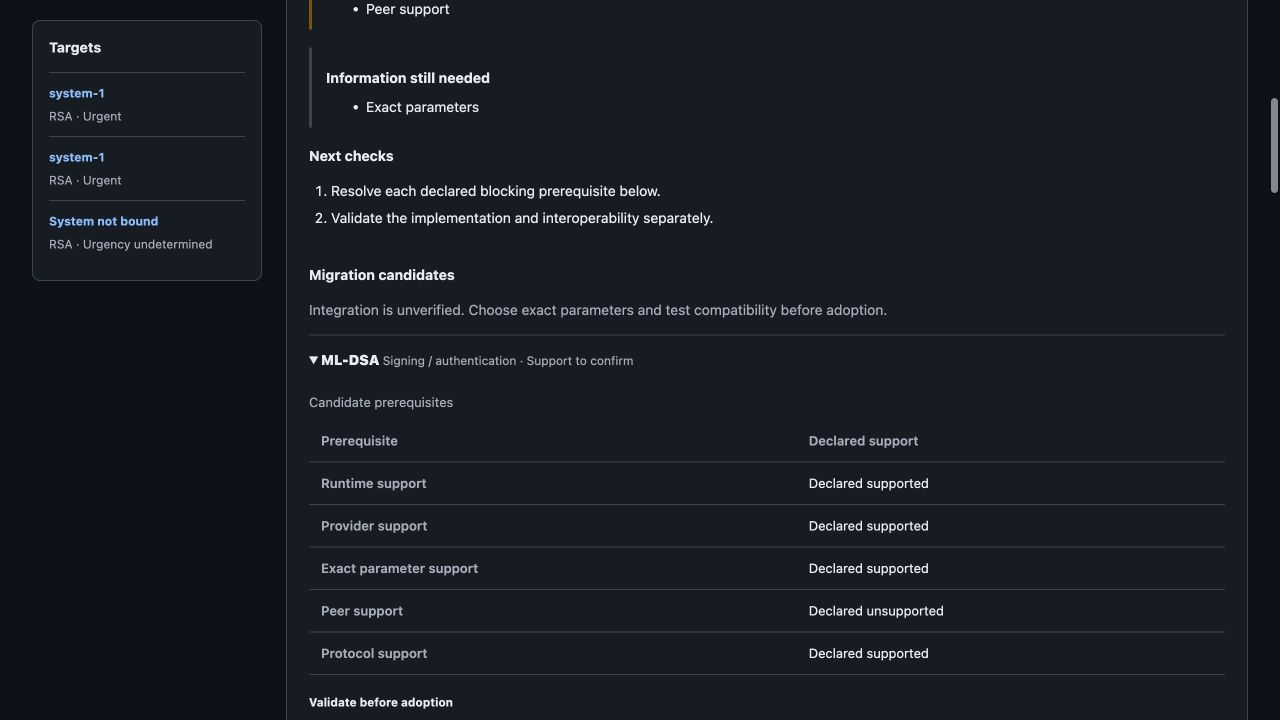 Targets
system-1
RSA · Urgent
system-1
RSA · Urgent
System not bound
RSA · Urgency undetermined
• Peer support
Information still needed
• Exact parameters
Next checks
1. Resolve each declared blocking prerequisite below.
2. Validate the implementation and interoperability separately.
Migration candidates
Integration is unverified. Choose exact parameters and test compatibility before adoption.
▼ ML-DSA Signing / authentication · Support to confirm
Candidate prerequisites
Prerequisite Declared support
Runtime support Declared supported
Provider support Declared supported
Exact parameter support Declared supported
Peer support Declared unsupported
Protocol support Declared supported
Validate before adoption